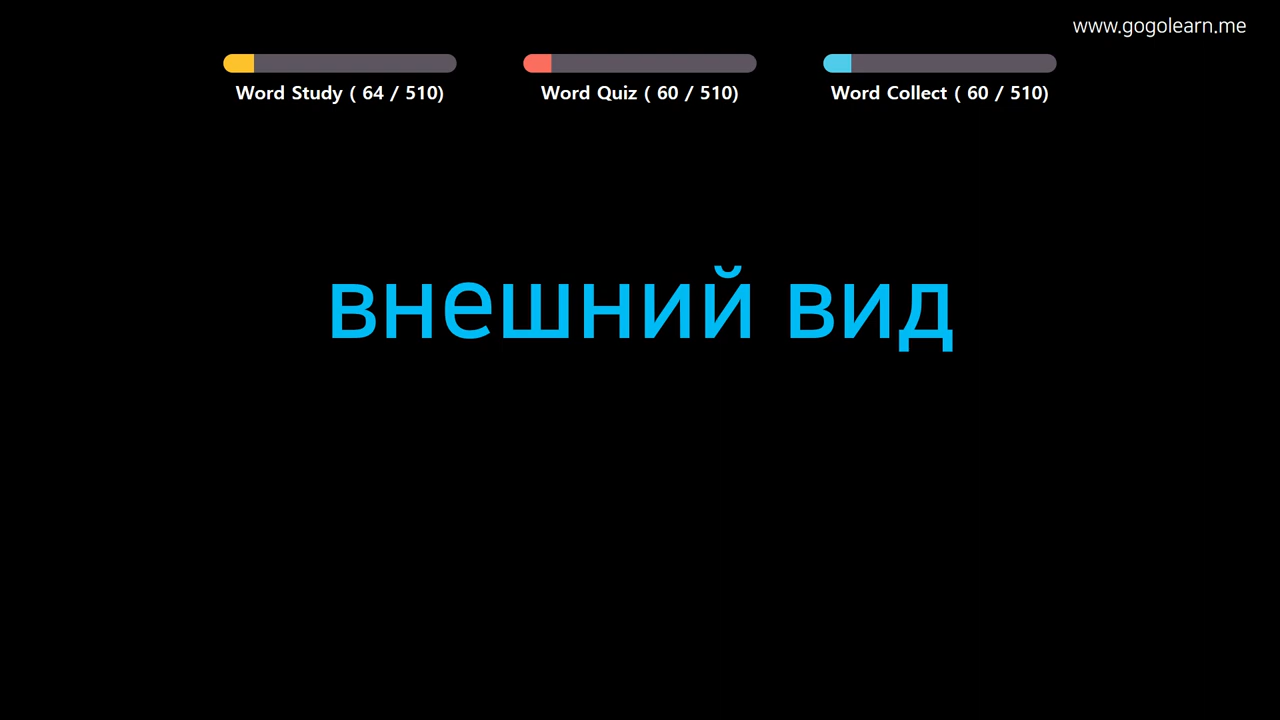 www.gogolearn.me
Word Study ( 64 / 510)
Word Quiz ( 60 / 510)
Word Collect ( 60 / 510)
внешний вид